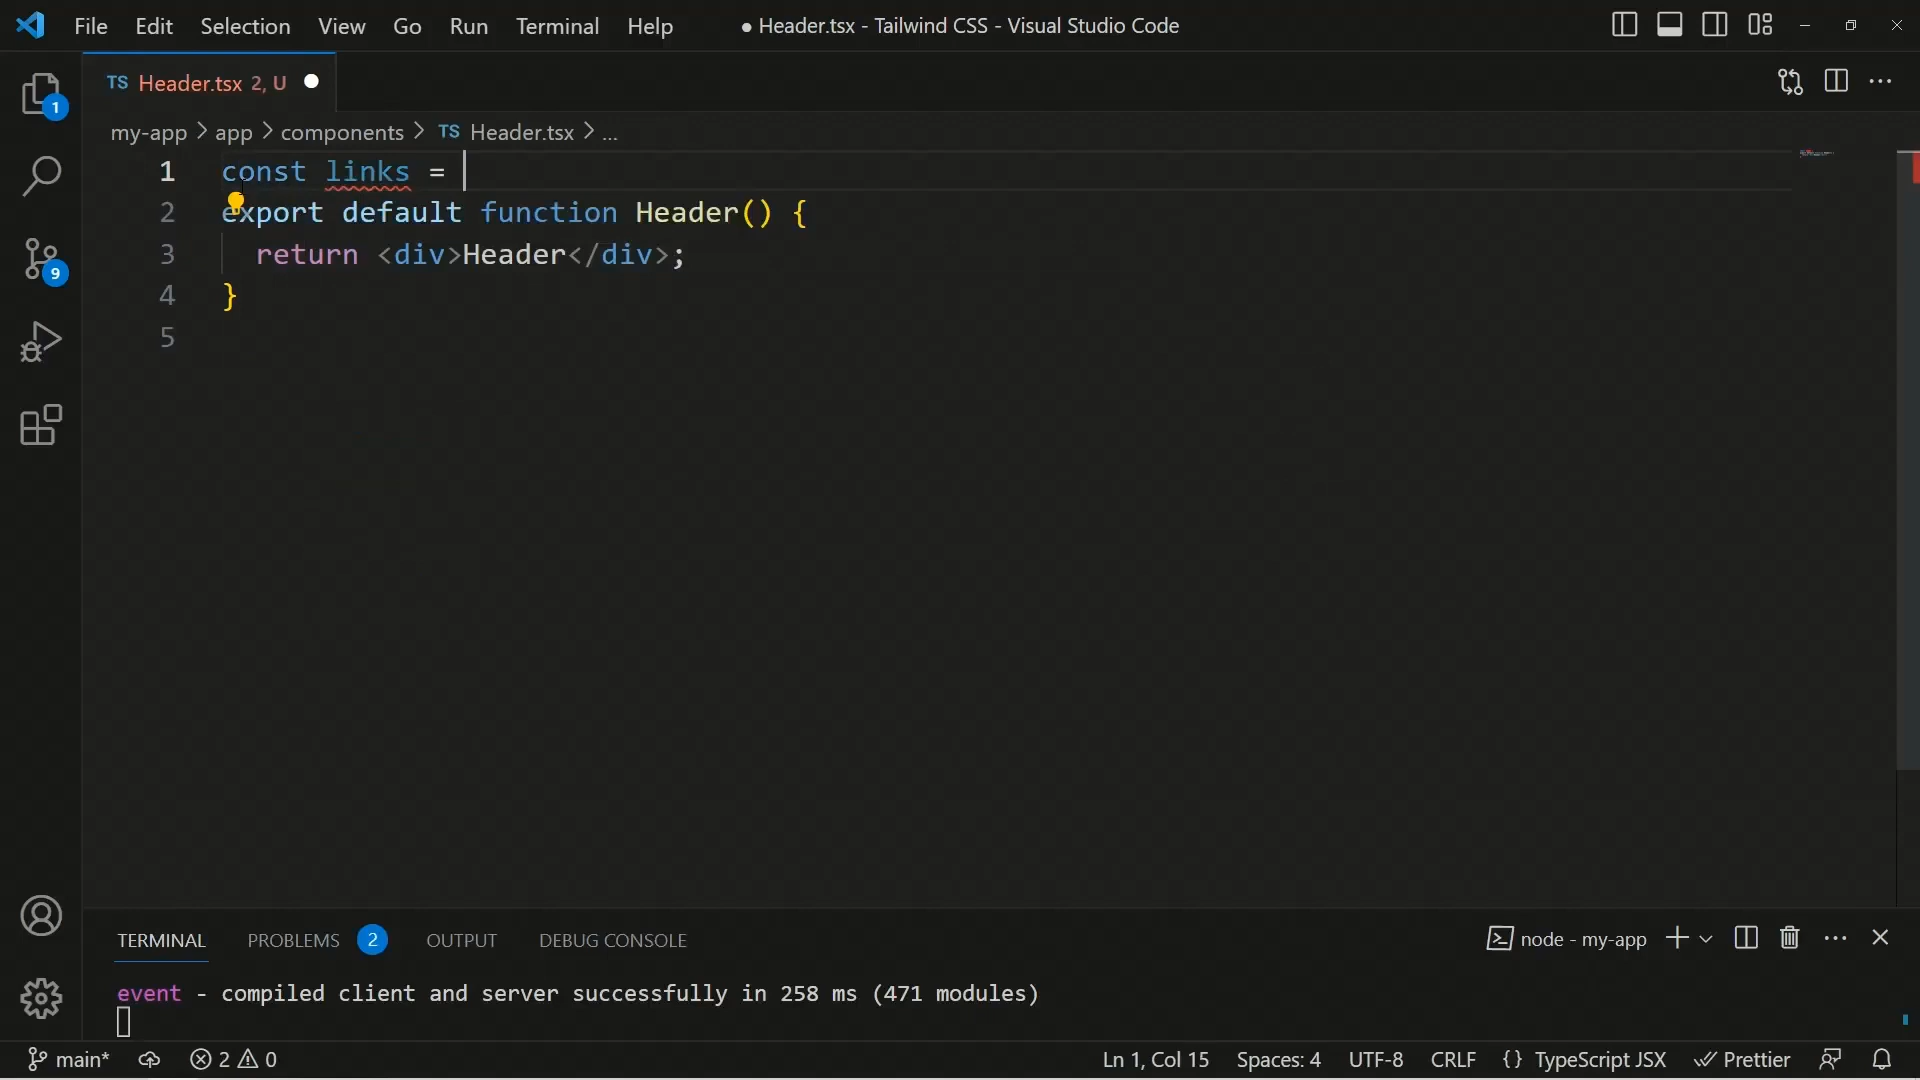 File Edit Selection View Go Run Terminal Help ● Header.tsx - Tailwind CSS - Visual Studio Code
TS Header.tsx 2, U
my-app > app > components > TS Header.tsx > ...
1 const links =
2 export default function Header() {
3 return <div>Header</div>;
4 }
5
1
9
TERMINAL PROBLEMS 2 OUTPUT DEBUG CONSOLE node - my-app
event - compiled client and server successfully in 258 ms (471 modules)
main* 2 0 Ln 1, Col 15 Spaces: 4 UTF-8 CRLF {} TypeScript JSX Prettier